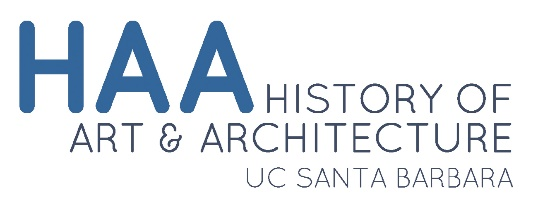 HAA HISTORY OF
ART & ARCHITECTURE
UC SANTA BARBARA